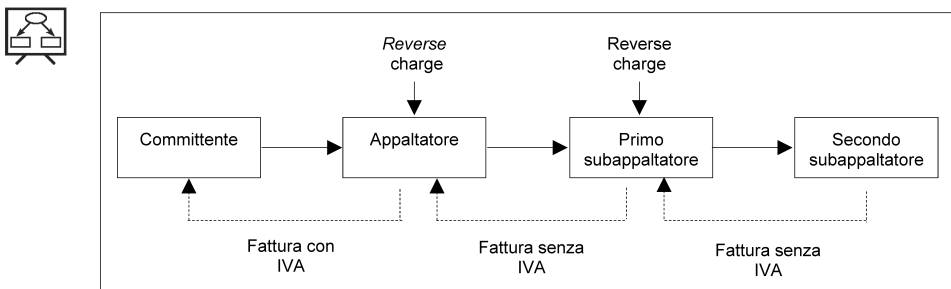 Reverse
charge
Reverse
charge
Committente
Appaltatore
Primo
subappaltatore
Secondo
subappaltatore
Fattura con
IVA
Fattura senza
IVA
Fattura senza
IVA